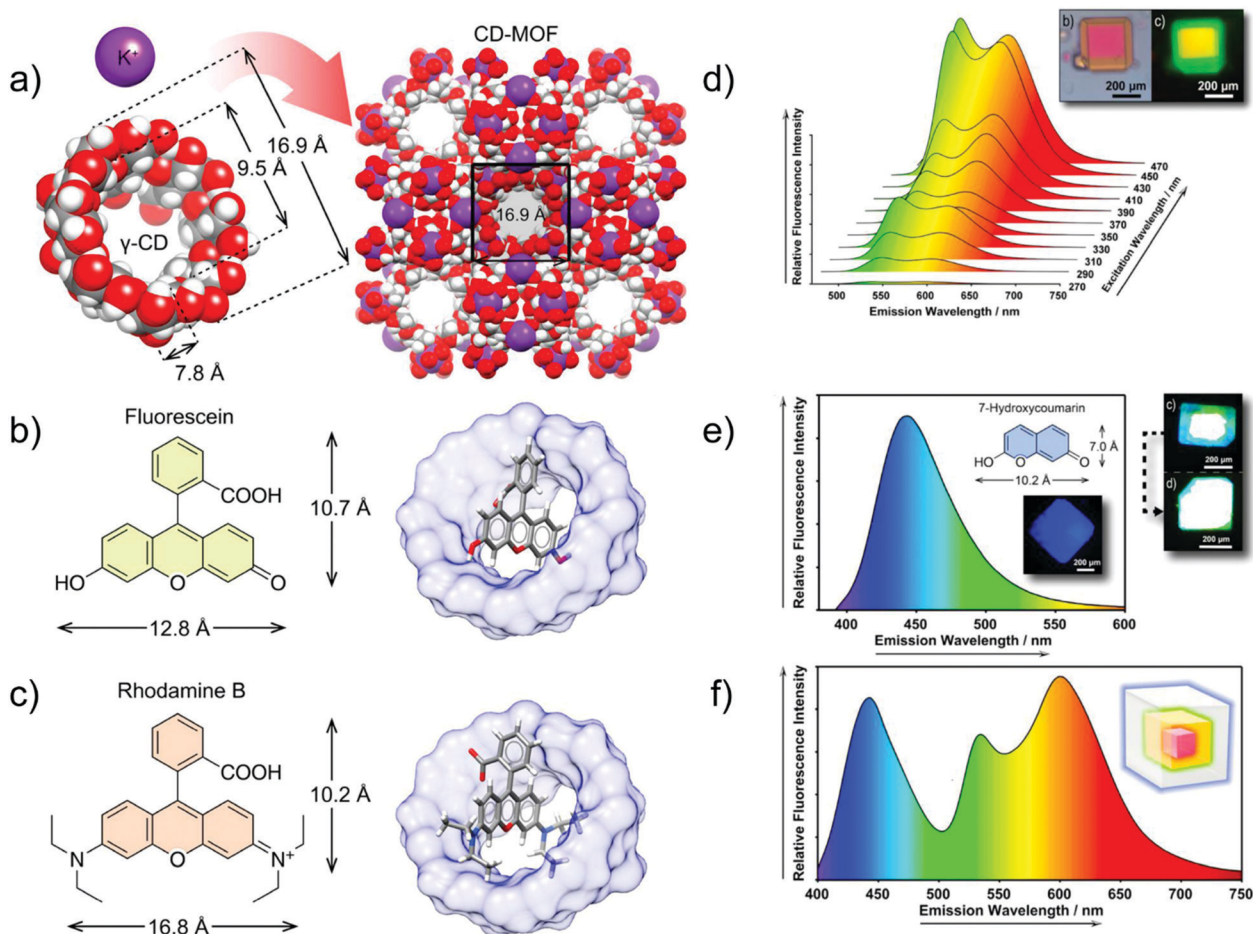 a)
K⁺
γ-CD
7.8 Å
9.5 Å
16.9 Å
CD-MOF
16.9 Å
b)
Fluorescein
COOH
HO
O
O
10.7 Å
12.8 Å
c)
Rhodamine B
COOH
N
O
N⁺
10.2 Å
16.8 Å
d)
Relative Fluorescence Intensity
b)
200 μm
c)
200 μm
470
450
430
410
390
370
350
330
310
290
270
Excitation Wavelength / nm
500 550 600 650 700 750
Emission Wavelength / nm
e)
Relative Fluorescence Intensity
7-Hydroxycoumarin
HO
O
O
7.0 Å
10.2 Å
200 μm
c)
200 μm
d)
200 μm
400 450 500 550 600
Emission Wavelength / nm
f)
Relative Fluorescence Intensity
400 450 500 550 600 650 700 750
Emission Wavelength / nm